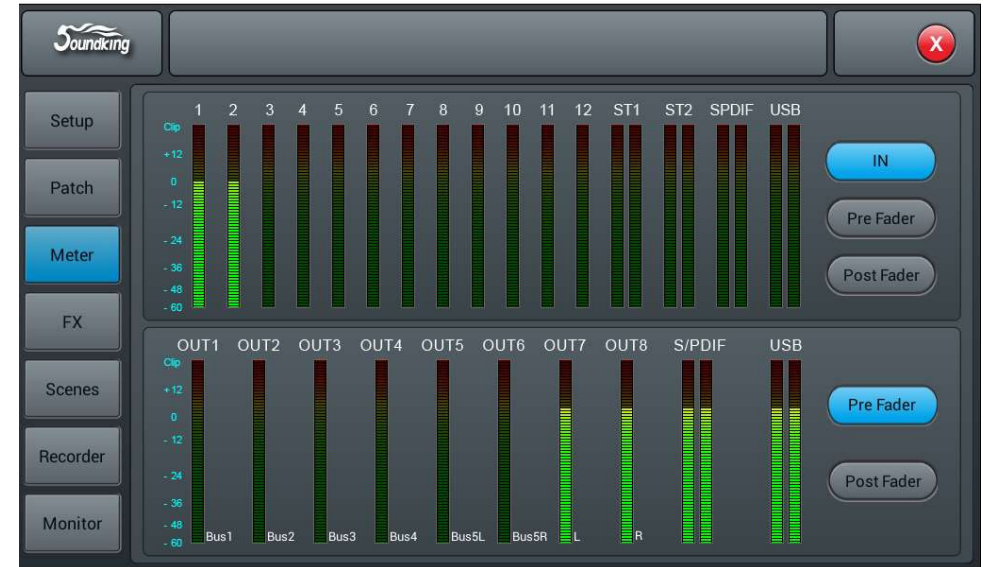 Soundking
X
Setup
Patch
Meter
FX
Scenes
Recorder
Monitor
1 2 3 4 5 6 7 8 9 10 11 12 ST1 ST2 SPDIF USB
Clip
+12
0
- 12
- 24
- 36
- 48
- 60
IN
Pre Fader
Post Fader
OUT1 OUT2 OUT3 OUT4 OUT5 OUT6 OUT7 OUT8 S/PDIF USB
Clip
+12
0
- 12
- 24
- 36
- 48
- 60
Bus1 Bus2 Bus3 Bus4 Bus5L Bus5R L R
Pre Fader
Post Fader